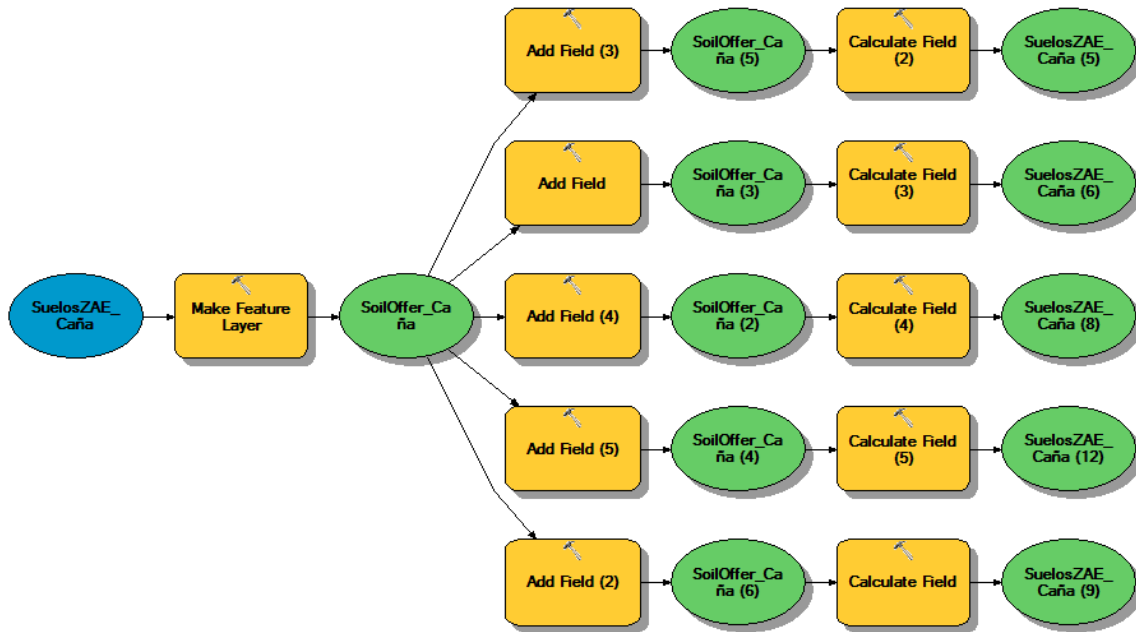 Add Field (3)
SoilOffer_Ca
ña (5)
Calculate Field
(2)
SuelosZAE_
Caña (5)
Add Field
SoilOffer_Ca
ña (3)
Calculate Field
(3)
SuelosZAE_
Caña (6)
SuelosZAE_
Caña
Make Feature
Layer
SoilOffer_Ca
ña
Add Field (4)
SoilOffer_Ca
ña (2)
Calculate Field
(4)
SuelosZAE_
Caña (8)
Add Field (5)
SoilOffer_Ca
ña (4)
Calculate Field
(5)
SuelosZAE_
Caña (12)
Add Field (2)
SoilOffer_Ca
ña (6)
Calculate Field
SuelosZAE_
Caña (9)